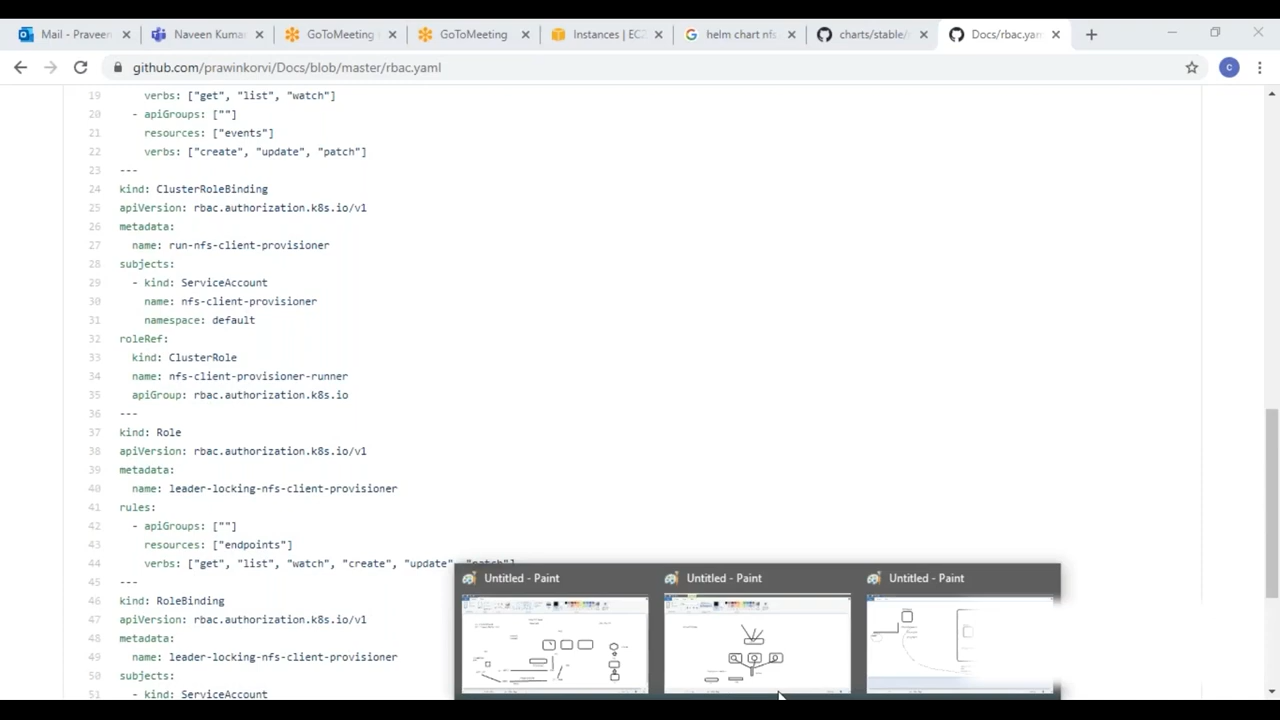 Mail - Praveen
Naveen Kumar
GoToMeeting
GoToMeeting
Instances | EC2
helm chart nfs
charts/stable/
Docs/rbac.yam
github.com/prawinkorvi/Docs/blob/master/rbac.yaml
C
19 verbs: ["get", "list", "watch"]
20 - apiGroups: [""]
21 resources: ["events"]
22 verbs: ["create", "update", "patch"]
23 ---
24 kind: ClusterRoleBinding
25 apiVersion: rbac.authorization.k8s.io/v1
26 metadata:
27 name: run-nfs-client-provisioner
28 subjects:
29 - kind: ServiceAccount
30 name: nfs-client-provisioner
31 namespace: default
32 roleRef:
33 kind: ClusterRole
34 name: nfs-client-provisioner-runner
35 apiGroup: rbac.authorization.k8s.io
36 ---
37 kind: Role
38 apiVersion: rbac.authorization.k8s.io/v1
39 metadata:
40 name: leader-locking-nfs-client-provisioner
41 rules:
42 - apiGroups: [""]
43 resources: ["endpoints"]
44 verbs: ["get", "list", "watch", "create", "update", "patch"]
45 ---
46 kind: RoleBinding
47 apiVersion: rbac.authorization.k8s.io/v1
48 metadata:
49 name: leader-locking-nfs-client-provisioner
50 subjects:
51 - kind: ServiceAccount
Untitled - Paint
Untitled - Paint
Untitled - Paint